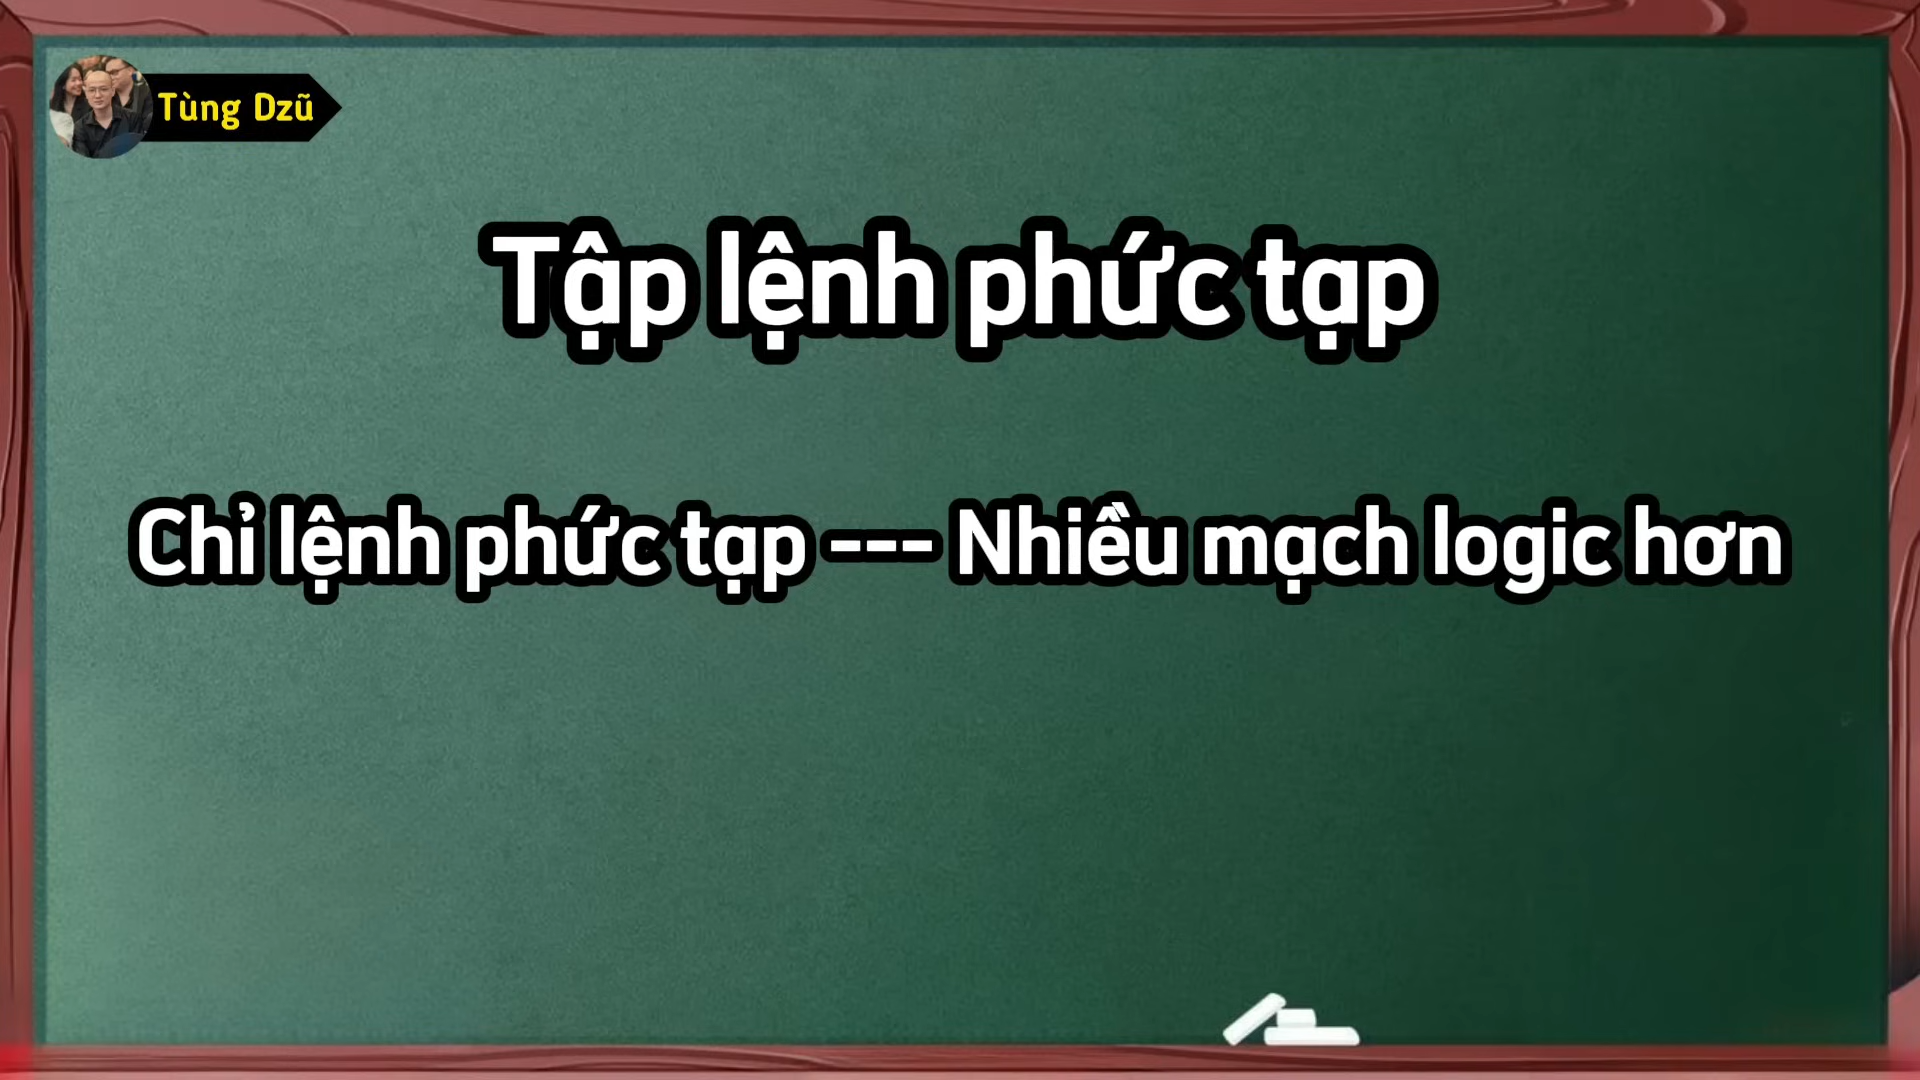 Tùng Dzũ
Tập lệnh phức tạp
Chỉ lệnh phức tạp --- Nhiều mạch logic hơn